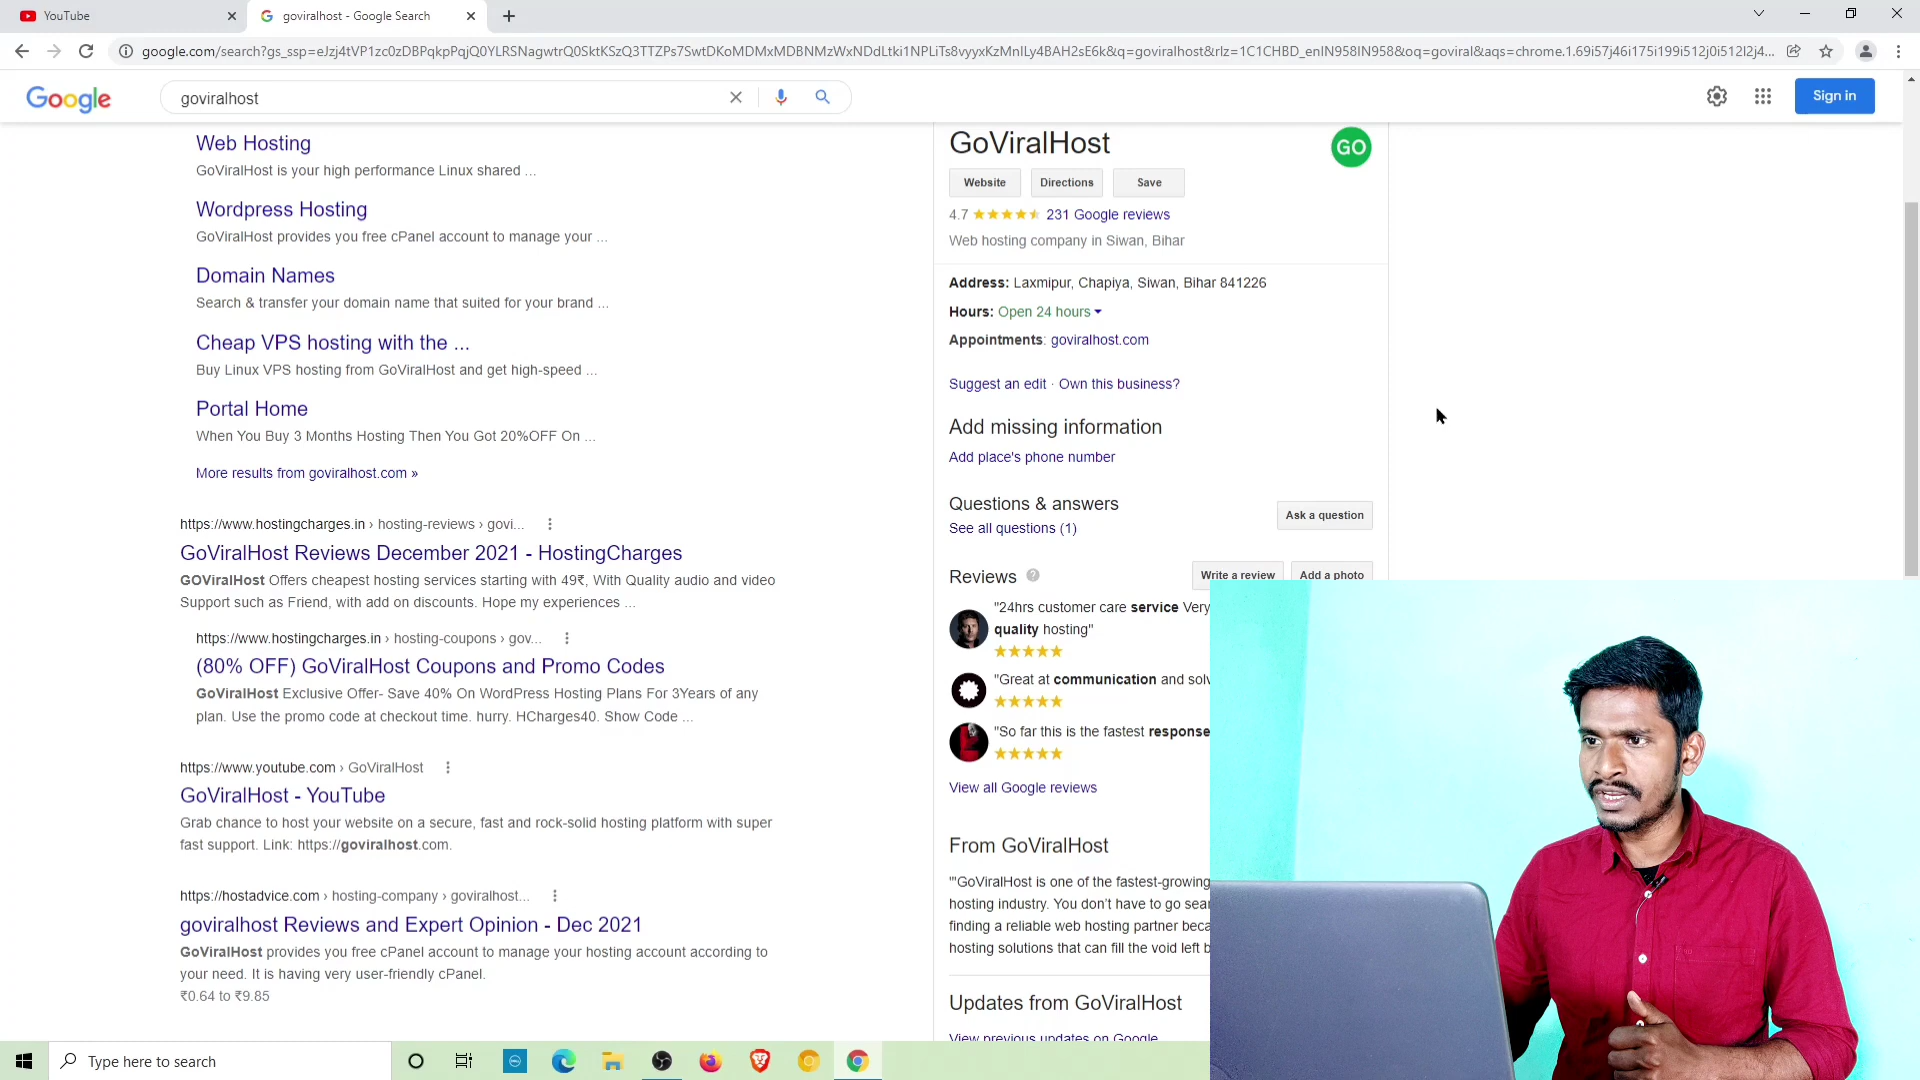 YouTube
goviralhost - Google Search
google.com/search?gs_ssp=eJzj4tVP1zc0zDBPqkpPqjQ0YLRSNagwtrQ0SktKSzQ3TTZPs7SwtDKoMDMxMDBNMzWxNDdLtki1NPLiTs8vyyxKzMnILy4BAH2sE6k&q=goviralhost&rlz=1C1CHBD_enIN958IN958&oq=goviral&aqs=chrome.1.69i57j46i175i199i512j0i512l2j4...
Google
goviralhost
Sign in
Web Hosting
GoViralHost is your high performance Linux shared ...
Wordpress Hosting
GoViralHost provides you free cPanel account to manage your ...
Domain Names
Search & transfer your domain name that suited for your brand ...
Cheap VPS hosting with the ...
Buy Linux VPS hosting from GoViralHost and get high-speed ...
Portal Home
When You Buy 3 Months Hosting Then You Got 20%OFF On ...
More results from goviralhost.com »
https://www.hostingcharges.in › hosting-reviews › govi...
GoViralHost Reviews December 2021 - HostingCharges
GOViralHost Offers cheapest hosting services starting with 49₹, With Quality audio and video
Support such as Friend, with add on discounts. Hope my experiences ...
https://www.hostingcharges.in › hosting-coupons › gov...
(80% OFF) GoViralHost Coupons and Promo Codes
GoViralHost Exclusive Offer- Save 40% On WordPress Hosting Plans For 3Years of any
plan. Use the promo code at checkout time. hurry. HCharges40. Show Code ...
https://www.youtube.com › GoViralHost
GoViralHost - YouTube
Grab chance to host your website on a secure, fast and rock-solid hosting platform with super
fast support. Link: https://goviralhost.com.
https://hostadvice.com › hosting-company › goviralhost...
goviralhost Reviews and Expert Opinion - Dec 2021
GoViralHost provides you free cPanel account to manage your hosting account according to
your need. It is having very user-friendly cPanel.
₹0.64 to ₹9.85
GoViralHost
GO
Website Directions Save
4.7 231 Google reviews
Web hosting company in Siwan, Bihar
Address: Laxmipur, Chapiya, Siwan, Bihar 841226
Hours: Open 24 hours
Appointments: goviralhost.com
Suggest an edit · Own this business?
Add missing information
Add place's phone number
Questions & answers
Ask a question
See all questions (1)
Reviews
Write a review Add a photo
"24hrs customer care service Very
quality hosting"
"Great at communication and solv
"So far this is the fastest response
View all Google reviews
From GoViralHost
"'GoViralHost is one of the fastest-growing
hosting industry. You don't have to go sear
finding a reliable web hosting partner beca
hosting solutions that can fill the void left b
Updates from GoViralHost
View previous updates on Google
Type here to search